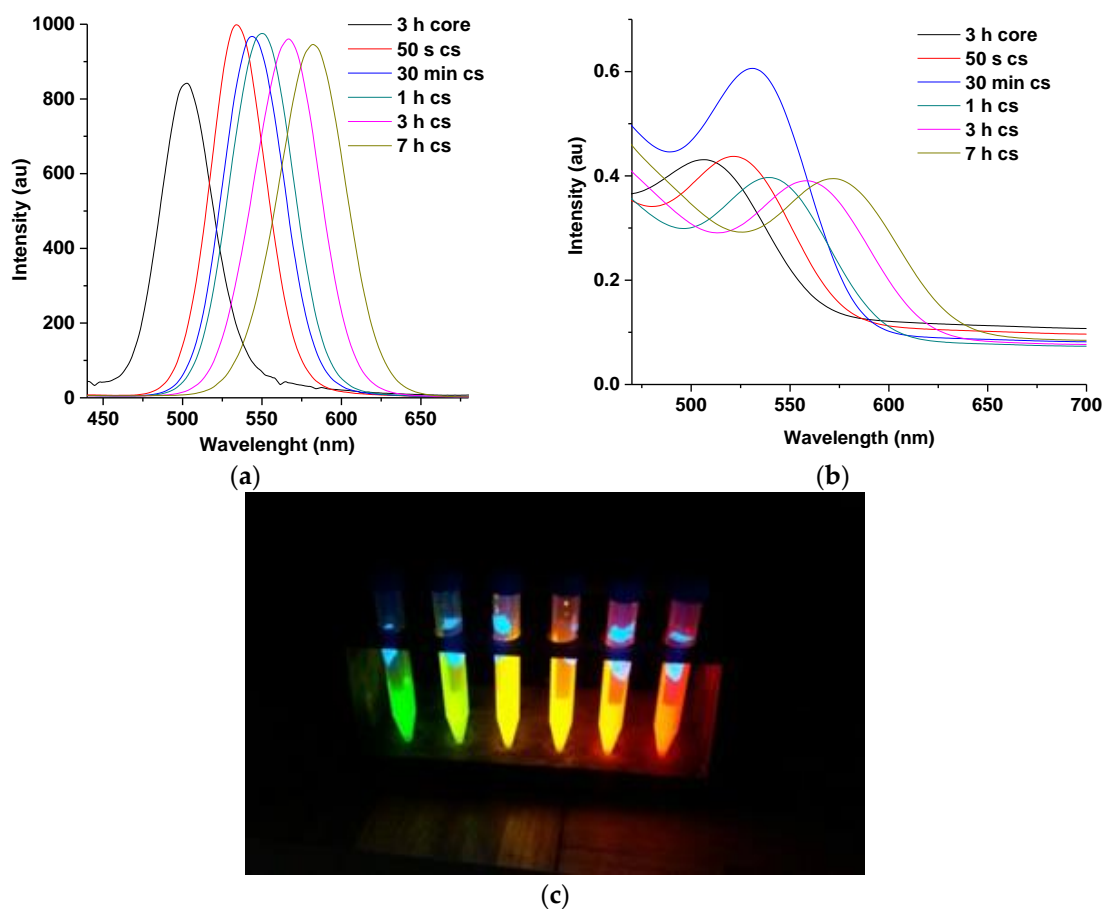 1000
800
600
400
200
0
Intensity (au)
450 500 550 600 650
Wavelenght (nm)
3 h core
50 s cs
30 min cs
1 h cs
3 h cs
7 h cs
(a)
0.6
0.4
0.2
0.0
Intensity (au)
500 550 600 650 700
Wavelength (nm)
3 h core
50 s cs
30 min cs
1 h cs
3 h cs
7 h cs
(b)
(c)